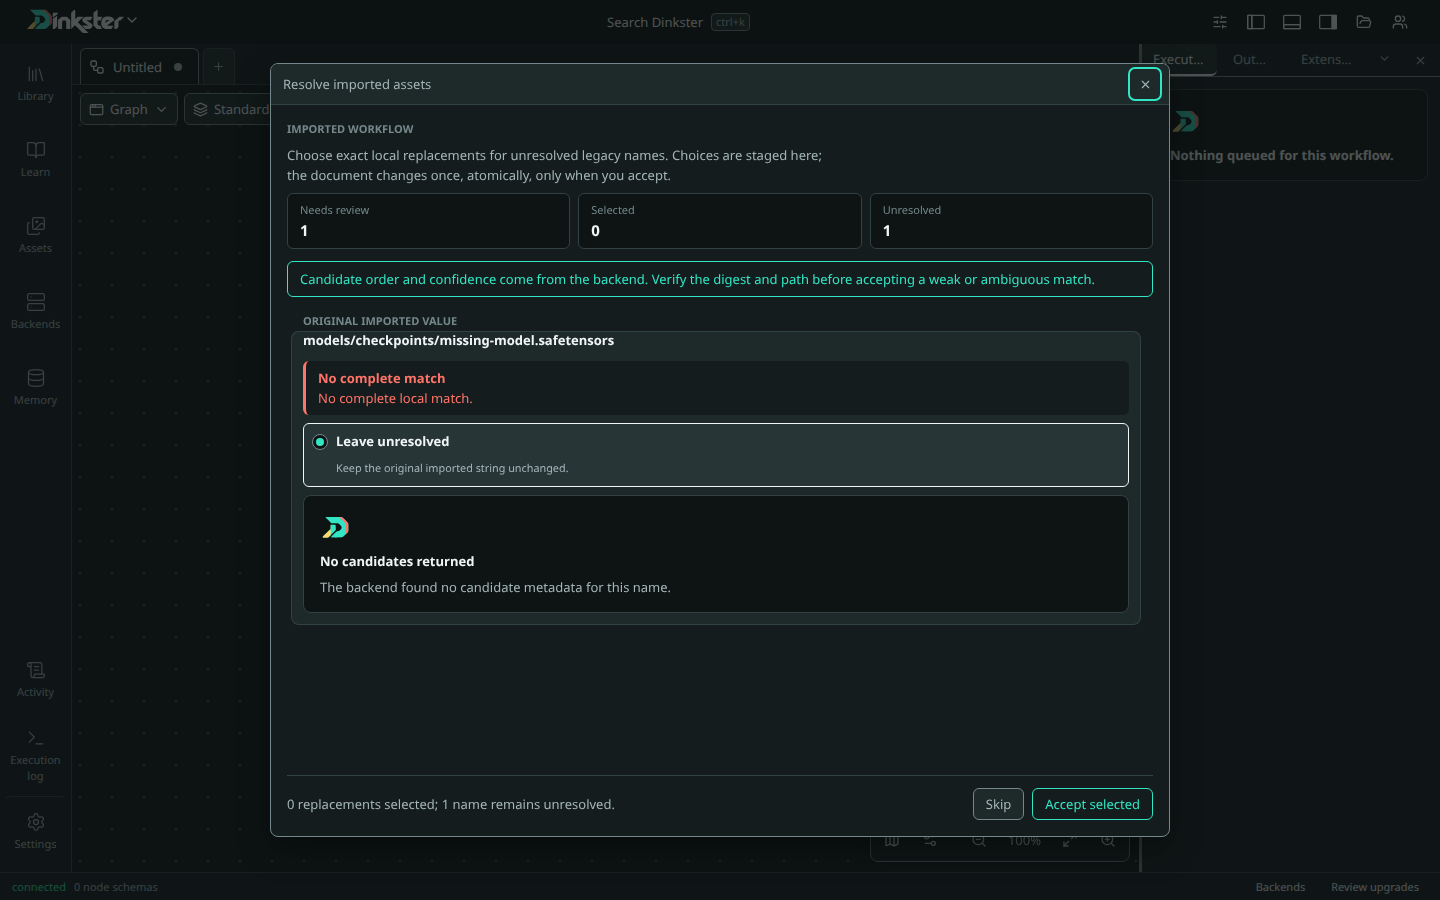 Dinkster
Search Dinkster ctrl+k
Untitled
Library
Learn
Assets
Backends
Memory
Activity
Execution
log
Settings
Graph
Standard
Execut...
Out...
Extens...
Nothing queued for this workflow.
Resolve imported assets
IMPORTED WORKFLOW
Choose exact local replacements for unresolved legacy names. Choices are staged here;
the document changes once, atomically, only when you accept.
Needs review
1
Selected
0
Unresolved
1
Candidate order and confidence come from the backend. Verify the digest and path before accepting a weak or ambiguous match.
ORIGINAL IMPORTED VALUE
models/checkpoints/missing-model.safetensors
No complete match
No complete local match.
Leave unresolved
Keep the original imported string unchanged.
No candidates returned
The backend found no candidate metadata for this name.
0 replacements selected; 1 name remains unresolved.
Skip
Accept selected
100%
connected 0 node schemas
Backends
Review upgrades